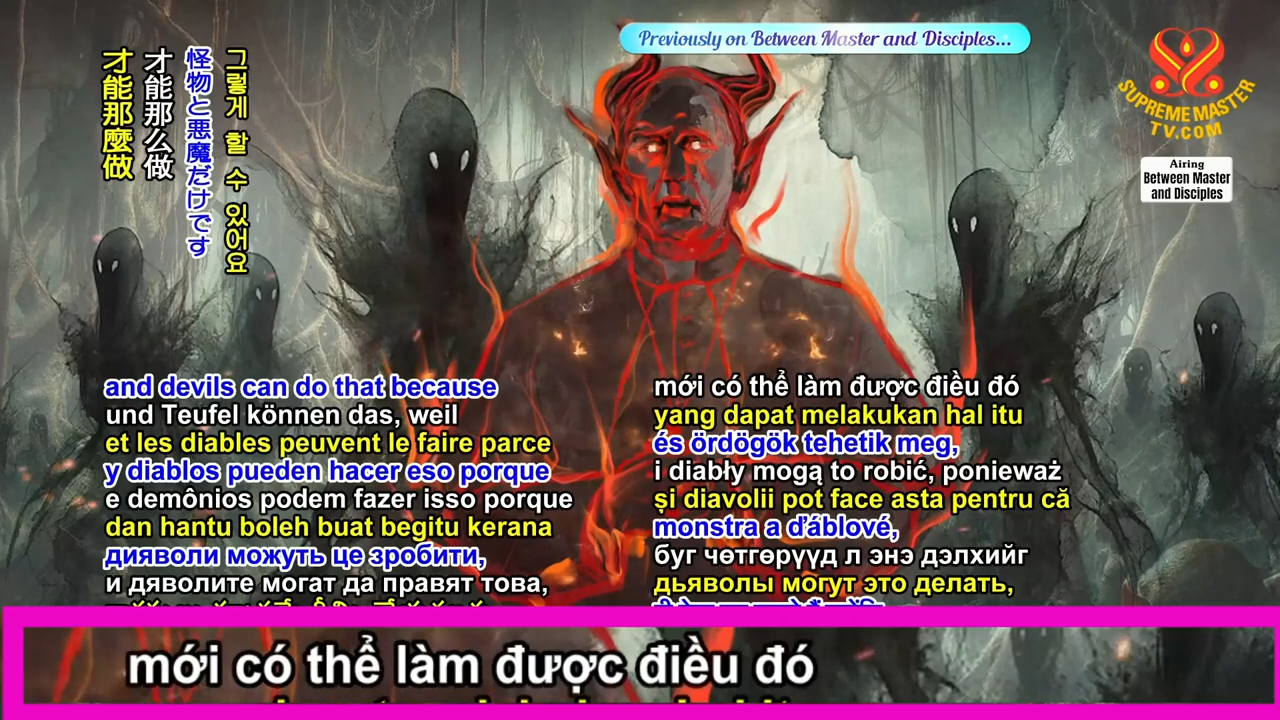 Previously on Between Master and Disciples...
SUPREME MASTER
TV.COM
Airing
Between Master
and Disciples
그렇게 할 수 있어요
怪物と悪魔だけです
才能那么做
才能那麼做
and devils can do that because
und Teufel können das, weil
et les diables peuvent le faire parce
y diablos pueden hacer eso porque
e demônios podem fazer isso porque
dan hantu boleh buat begitu kerana
дияволи можуть це зробити,
и дяволите могат да правят това,
mới có thể làm được điều đó
yang dapat melakukan hal itu
és ördögök tehetik meg,
i diabły mogą to robić, ponieważ
și diavolii pot face asta pentru că
monstra a ďáblové,
буг чөтгөрүүд л энэ дэлхийг
дьяволы могут это делать,
mới có thể làm được điều đó